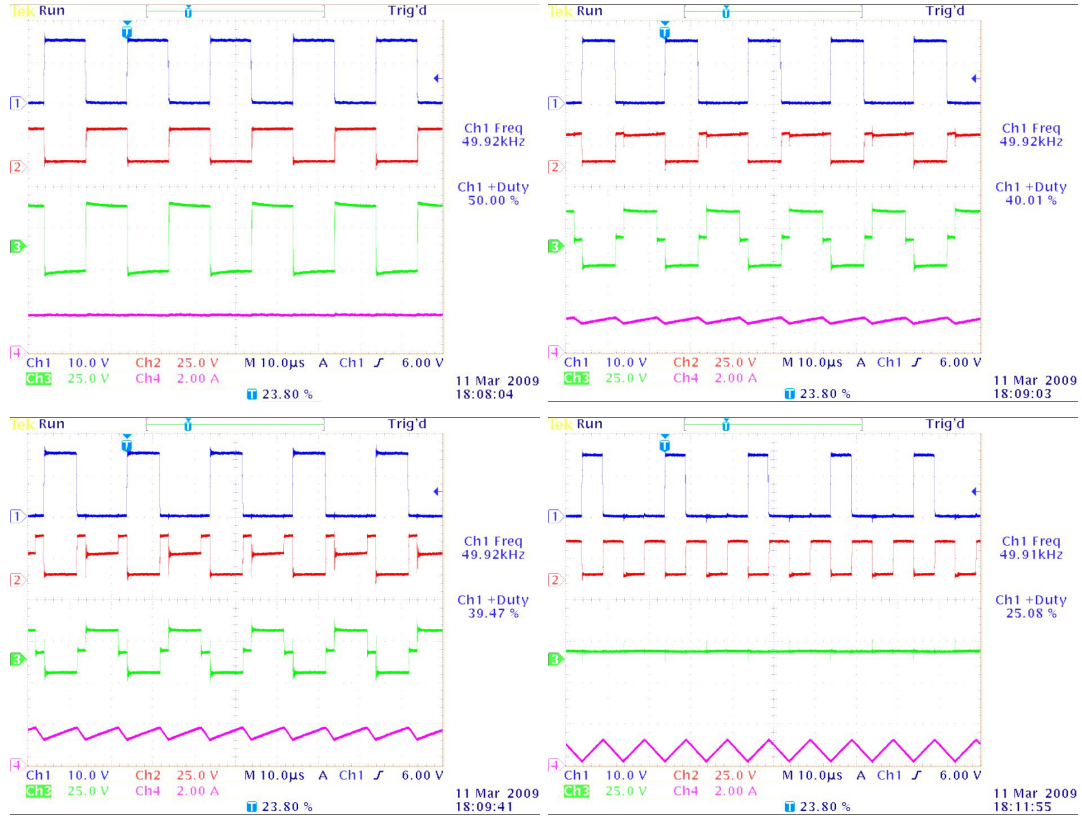 Tek Run Trig'd
T
T
1
Ch1 Freq
49.92kHz
2
Ch1 +Duty
50.00 %
3
4
Ch1 10.0 V Ch2 25.0 V M 10.0µs A Ch1 ʃ 6.00 V
Ch3 25.0 V Ch4 2.00 A
11 Mar 2009
T 23.80 % 18:08:04
Tek Run Trig'd
T
T
1
Ch1 Freq
49.92kHz
2
Ch1 +Duty
40.01 %
3
4
Ch1 10.0 V Ch2 25.0 V M 10.0µs A Ch1 ʃ 6.00 V
Ch3 25.0 V Ch4 2.00 A
11 Mar 2009
T 23.80 % 18:09:03
Tek Run Trig'd
T
T
1
Ch1 Freq
49.92kHz
2
Ch1 +Duty
39.47 %
3
4
Ch1 10.0 V Ch2 25.0 V M 10.0µs A Ch1 ʃ 6.00 V
Ch3 25.0 V Ch4 2.00 A
11 Mar 2009
T 23.80 % 18:09:41
Tek Run Trig'd
T
T
1
Ch1 Freq
49.91kHz
2
Ch1 +Duty
25.08 %
3
4
Ch1 10.0 V Ch2 25.0 V M 10.0µs A Ch1 ʃ 6.00 V
Ch3 25.0 V Ch4 2.00 A
11 Mar 2009
T 23.80 % 18:11:55